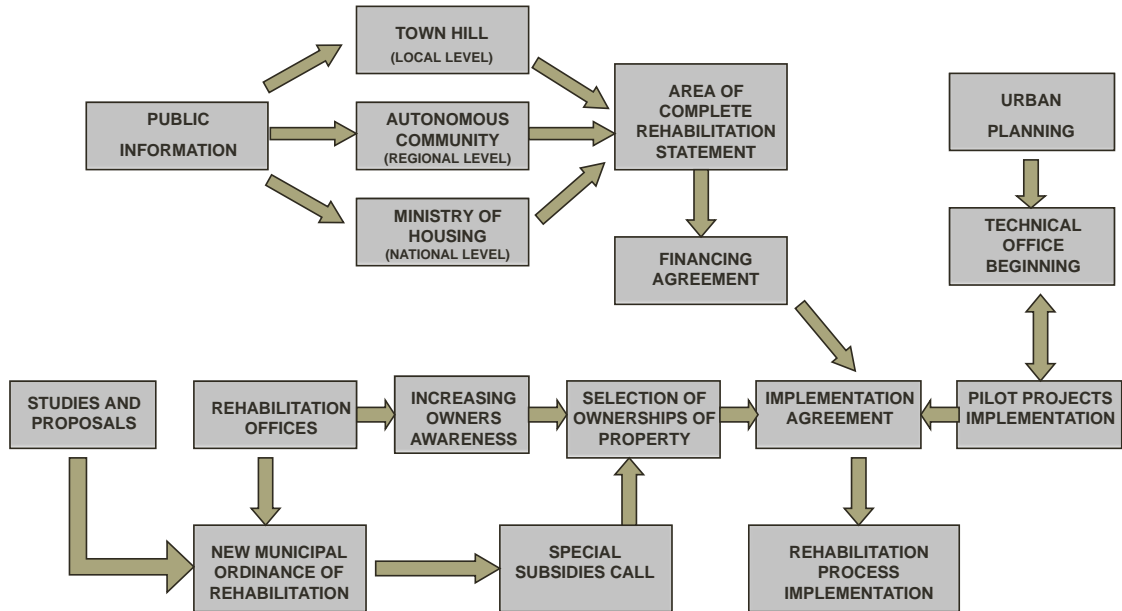 TOWN HILL
(LOCAL LEVEL)
PUBLIC
INFORMATION
AUTONOMOUS
COMMUNITY
(REGIONAL LEVEL)
MINISTRY OF
HOUSING
(NATIONAL LEVEL)
AREA OF
COMPLETE
REHABILITATION
STATEMENT
FINANCING
AGREEMENT
URBAN
PLANNING
TECHNICAL
OFFICE
BEGINNING
STUDIES AND
PROPOSALS
REHABILITATION
OFFICES
INCREASING
OWNERS
AWARENESS
SELECTION OF
OWNERSHIPS OF
PROPERTY
IMPLEMENTATION
AGREEMENT
PILOT PROJECTS
IMPLEMENTATION
NEW MUNICIPAL
ORDINANCE OF
REHABILITATION
SPECIAL
SUBSIDIES CALL
REHABILITATION
PROCESS
IMPLEMENTATION